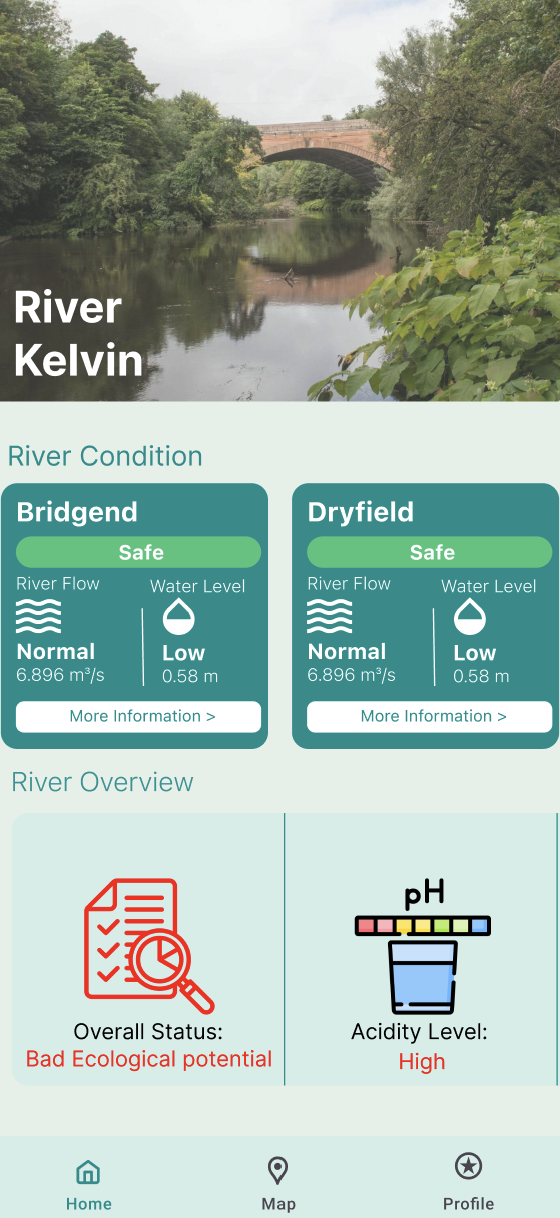 River
Kelvin
River Condition
Bridgend
Safe
River Flow
Water Level
Normal
6.896 m³/s
Low
0.58 m
More Information >
Dryfield
Safe
River Flow
Water Level
Normal
6.896 m³/s
Low
0.58 m
More Information >
River Overview
pH
Overall Status:
Bad Ecological potential
Acidity Level:
High
Home
Map
Profile